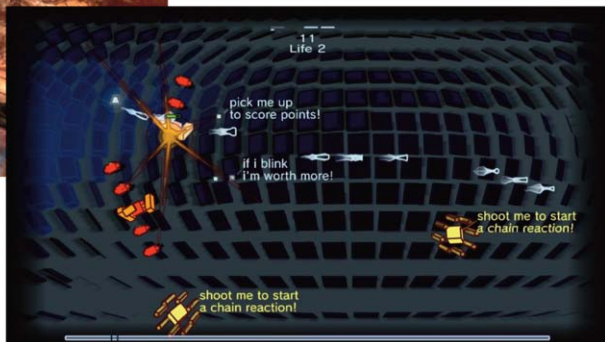 11
Life 2
pick me up
to score points!
if i blink
i'm worth more!
shoot me to start
a chain reaction!
shoot me to start
a chain reaction!